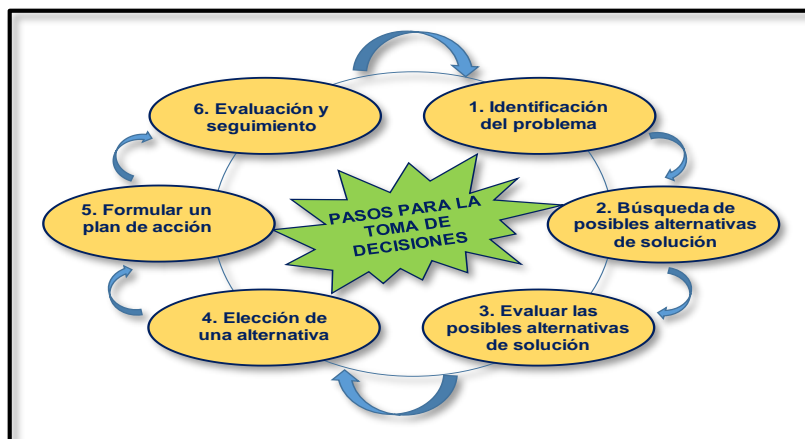 1. Identificación
del problema
2. Búsqueda de
posibles alternativas
de solución
3. Evaluar las
posibles alternativas
de solución
4. Elección de
una alternativa
5. Formular un
plan de acción
6. Evaluación y
seguimiento
PASOS PARA LA
TOMA DE
DECISIONES